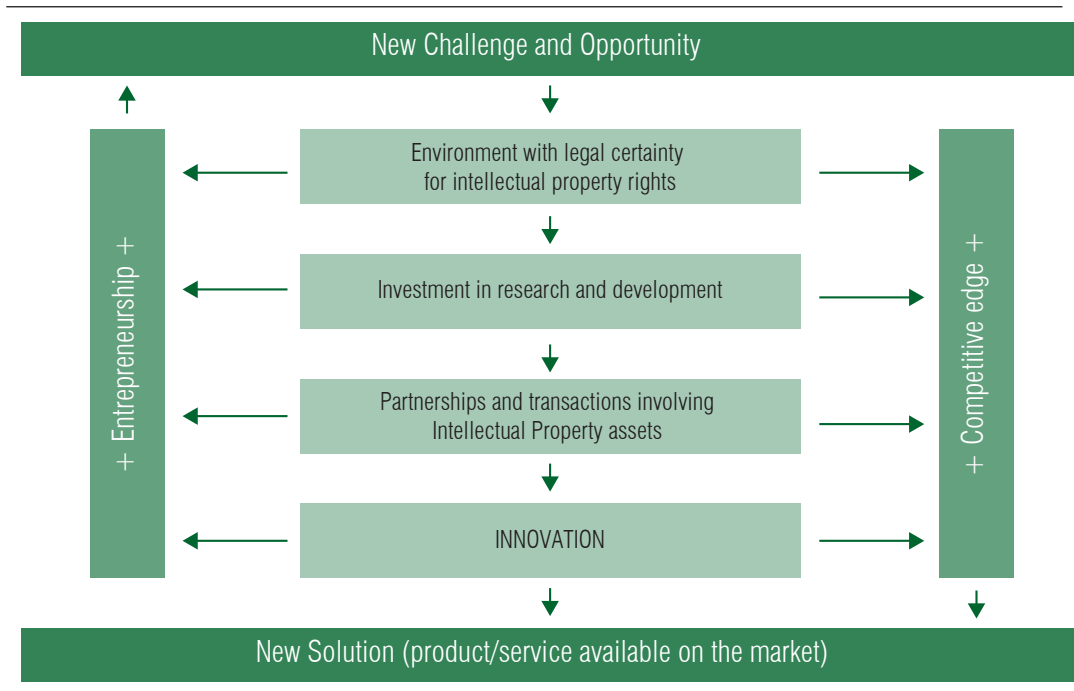 New Challenge and Opportunity
Environment with legal certainty
for intellectual property rights
Investment in research and development
Partnerships and transactions involving
Intellectual Property assets
INNOVATION
+ Entrepreneurship +
+ Competitive edge +
New Solution (product/service available on the market)